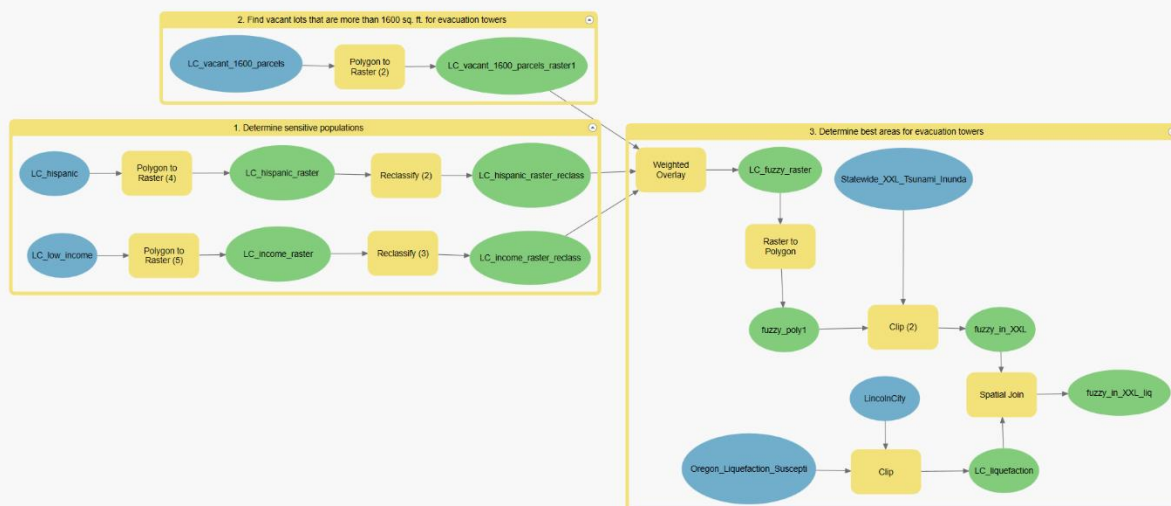 2. Find vacant lots that are more than 1600 sq. ft. for evacuation towers
LC_vacant_1600_parcels
Polygon to
Raster (2)
LC_vacant_1600_parcels_raster1
1. Determine sensitive populations
LC_hispanic
Polygon to
Raster (4)
LC_hispanic_raster
Reclassify (2)
LC_hispanic_raster_reclass
LC_low_income
Polygon to
Raster (5)
LC_income_raster
Reclassify (3)
LC_income_raster_reclass
3. Determine best areas for evacuation towers
Weighted
Overlay
LC_fuzzy_raster
Statewide_XXL_Tsunami_Inunda
Raster to
Polygon
fuzzy_poly1
Clip (2)
fuzzy_in_XXL
LincolnCity
Spatial Join
fuzzy_in_XXL_liq
Oregon_Liquefaction_Suscepti
Clip
LC_liquefaction